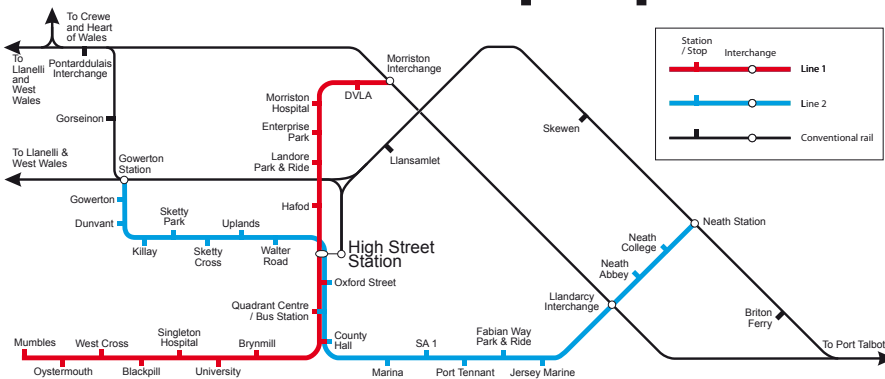 To Crewe
and Heart
of Wales
To
Llanelli
and
West
Wales
Pontarddulais
Interchange
Gorseinon
To Llanelli &
West Wales
Gowerton
Station
Gowerton
Dunvant
Killay
Sketty
Park
Sketty
Cross
Uplands
Walter
Road
Morriston
Interchange
DVLA
Morriston
Hospital
Enterprise
Park
Landore
Park & Ride
Hafod
High Street
Station
Oxford Street
Quadrant Centre
/ Bus Station
County
Hall
Mumbles
Oystermouth
West Cross
Blackpill
Singleton
Hospital
University
Brynmill
Marina
SA 1
Port Tennant
Fabian Way
Park & Ride
Jersey Marine
Llandarcy
Interchange
Neath
Abbey
Neath
College
Neath Station
Llansamlet
Skewen
Briton
Ferry
To Port Talbot
Station
/ Stop
Interchange
Line 1
Line 2
Conventional rail